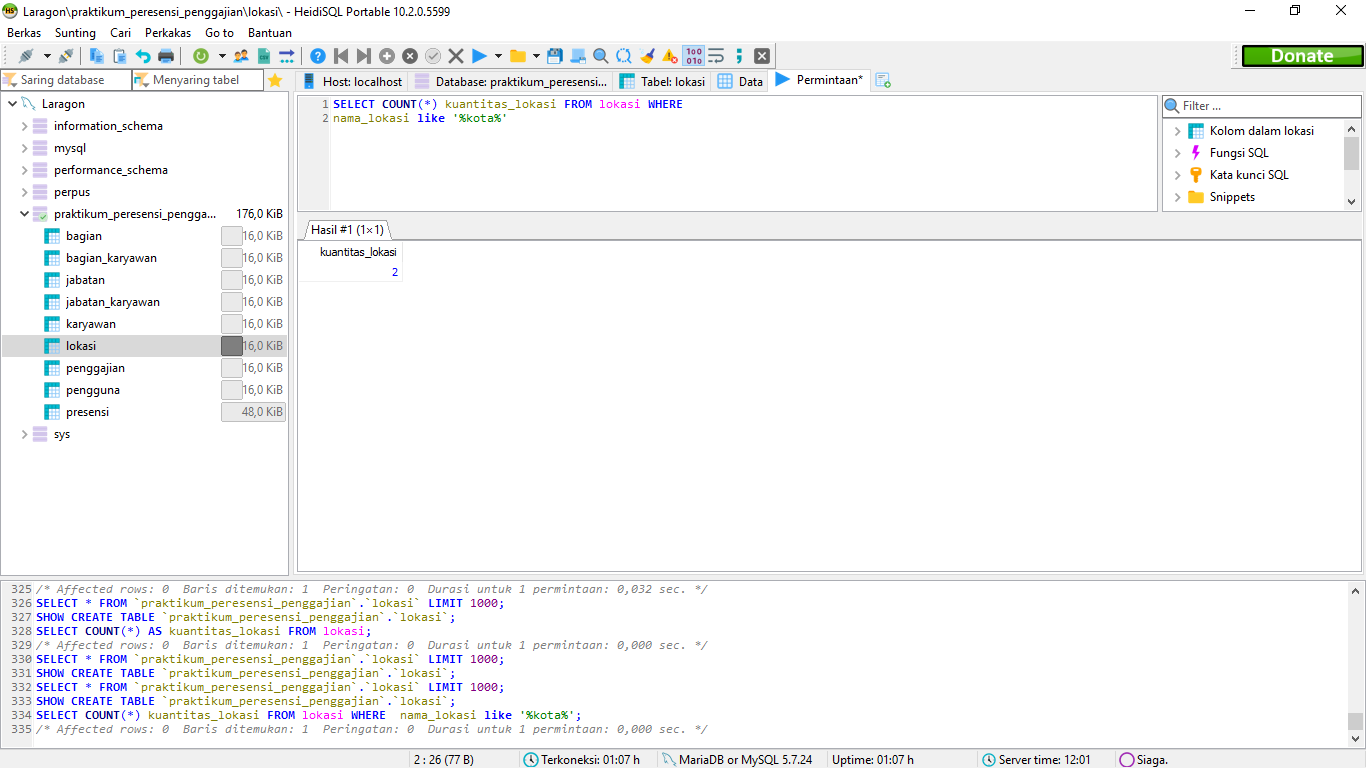 HS Laragon\praktikum_peresensi_penggajian\lokasi\ - HeidiSQL Portable 10.2.0.5599
Berkas Sunting Cari Perkakas Go to Bantuan
Donate
Saring database Menyaring tabel
Host: localhost Database: praktikum_peresensi... Tabel: lokasi Data Permintaan*
Laragon
information_schema
mysql
performance_schema
perpus
praktikum_peresensi_pengga... 176,0 KiB
bagian 16,0 KiB
bagian_karyawan 16,0 KiB
jabatan 16,0 KiB
jabatan_karyawan 16,0 KiB
karyawan 16,0 KiB
lokasi 16,0 KiB
penggajian 16,0 KiB
pengguna 16,0 KiB
presensi 48,0 KiB
sys
1 SELECT COUNT(*) kuantitas_lokasi FROM lokasi WHERE
2 nama_lokasi like '%kota%'
Filter ...
Kolom dalam lokasi
Fungsi SQL
Kata kunci SQL
Snippets
Hasil #1 (1×1)
kuantitas_lokasi
2
325 /* Affected rows: 0 Baris ditemukan: 1 Peringatan: 0 Durasi untuk 1 permintaan: 0,032 sec. */
326 SELECT * FROM `praktikum_peresensi_penggajian`.`lokasi` LIMIT 1000;
327 SHOW CREATE TABLE `praktikum_peresensi_penggajian`.`lokasi`;
328 SELECT COUNT(*) AS kuantitas_lokasi FROM lokasi;
329 /* Affected rows: 0 Baris ditemukan: 1 Peringatan: 0 Durasi untuk 1 permintaan: 0,000 sec. */
330 SELECT * FROM `praktikum_peresensi_penggajian`.`lokasi` LIMIT 1000;
331 SHOW CREATE TABLE `praktikum_peresensi_penggajian`.`lokasi`;
332 SELECT * FROM `praktikum_peresensi_penggajian`.`lokasi` LIMIT 1000;
333 SHOW CREATE TABLE `praktikum_peresensi_penggajian`.`lokasi`;
334 SELECT COUNT(*) kuantitas_lokasi FROM lokasi WHERE nama_lokasi like '%kota%';
335 /* Affected rows: 0 Baris ditemukan: 1 Peringatan: 0 Durasi untuk 1 permintaan: 0,000 sec. */
2 : 26 (77 B) Terkoneksi: 01:07 h MariaDB or MySQL 5.7.24 Uptime: 01:07 h Server time: 12:01 Siaga.